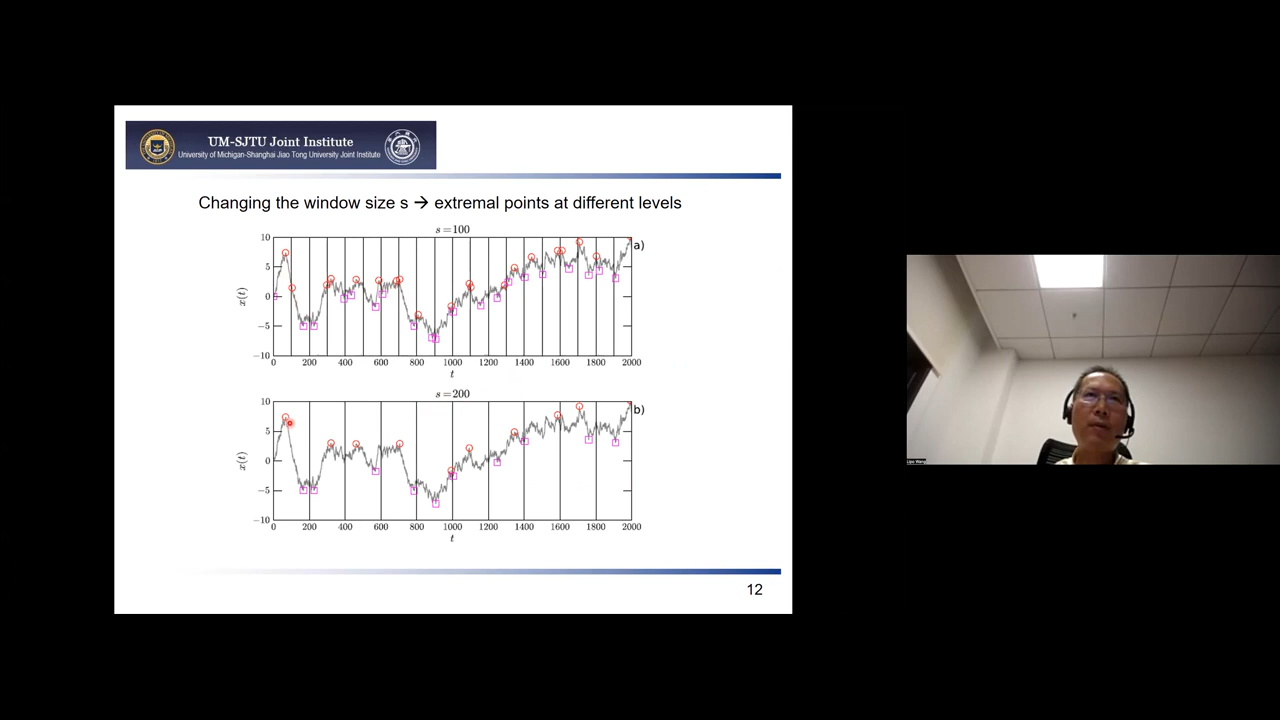 UM-SJTU Joint Institute
University of Michigan-Shanghai Jiao Tong University Joint Institute
Changing the window size s → extremal points at different levels
s=100
a)
10
5
0
−5
−10
x(t)
0 200 400 600 800 1000 1200 1400 1600 1800 2000
t
s=200
b)
10
5
0
−5
−10
x(t)
0 200 400 600 800 1000 1200 1400 1600 1800 2000
t
12
Lipo Wang